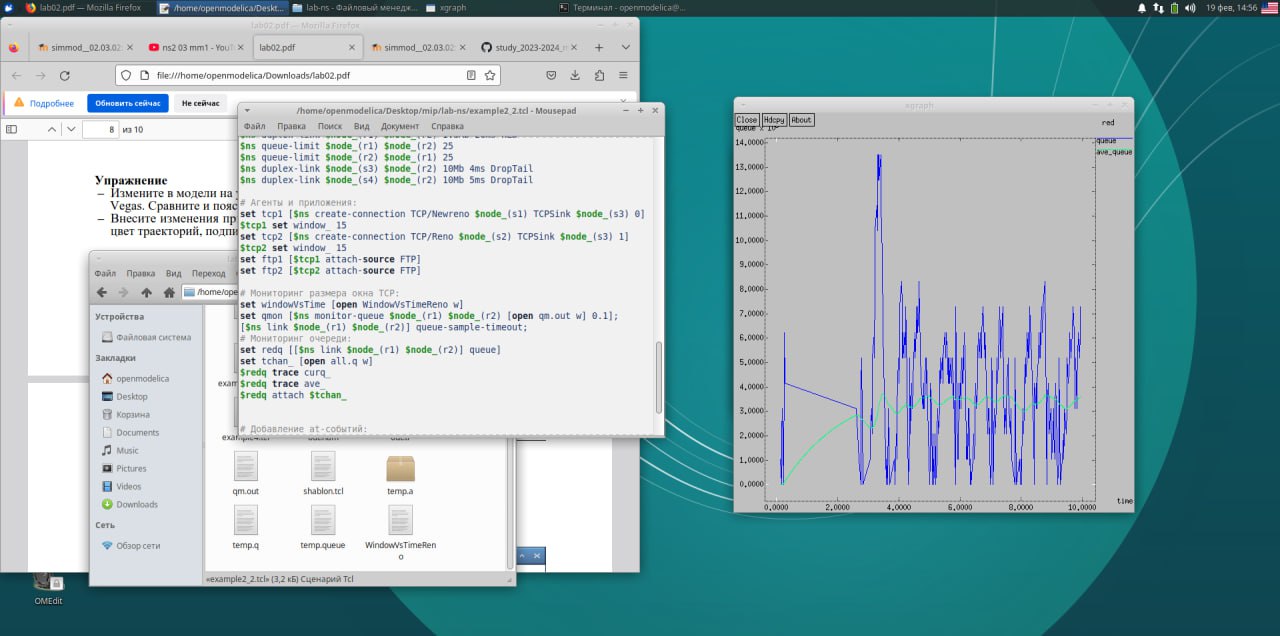 lab02.pdf — Mozilla Firefox
/home/openmodelica/Deskt...
lab-ns - Файловый менедж...
xgraph
Терминал - openmodelica@...
19 фев, 14:56
lab02.pdf — Mozilla Firefox
simmod__02.03.02
ns2 03 mm1 - YouT
lab02.pdf
simmod__02.03.02
study_2023-2024_m
file:///home/openmodelica/Downloads/lab02.pdf
Подробнее
Обновить сейчас
Не сейчас
8 из 10
Упражнение
– Измените в модели на
Vegas. Сравните и пояс
– Внесите изменения пр
цвет траекторий, подпи
/home/openmodelica/Desktop/mip/lab-ns/example2_2.tcl - Mousepad
Файл Правка Поиск Вид Документ Справка
$ns queue-limit $node_(r1) $node_(r2) 25
$ns queue-limit $node_(r2) $node_(r1) 25
$ns duplex-link $node_(s3) $node_(r2) 10Mb 4ms DropTail
$ns duplex-link $node_(s4) $node_(r2) 10Mb 5ms DropTail
# Агенты и приложения:
set tcp1 [$ns create-connection TCP/Newreno $node_(s1) TCPSink $node_(s3) 0]
$tcp1 set window_ 15
set tcp2 [$ns create-connection TCP/Reno $node_(s2) TCPSink $node_(s3) 1]
$tcp2 set window_ 15
set ftp1 [$tcp1 attach-source FTP]
set ftp2 [$tcp2 attach-source FTP]
# Мониторинг размера окна TCP:
set windowVsTime [open WindowVsTimeReno w]
set qmon [$ns monitor-queue $node_(r1) $node_(r2) [open qm.out w] 0.1];
[$ns link $node_(r1) $node_(r2)] queue-sample-timeout;
# Мониторинг очереди:
set redq [[$ns link $node_(r1) $node_(r2)] queue]
set tchan_ [open all.q w]
$redq trace curq_
$redq trace ave_
$redq attach $tchan_
# Добавление at-событий:
Файл Правка Вид Переход
/home/ope
Устройства
Файловая система
Закладки
openmodelica
Desktop
Корзина
Documents
Music
Pictures
Videos
Downloads
Сеть
Обзор сети
qm.out
shablon.tcl
temp.a
temp.q
temp.queue
WindowVsTimeRen
o
«example2_2.tcl» (3,2 кБ) Сценарий Tcl
OMEdit
xgraph
Close Hdcpy About
red
queue
ave_queue
14,0000
13,0000
12,0000
11,0000
10,0000
9,0000
8,0000
7,0000
6,0000
5,0000
4,0000
3,0000
2,0000
1,0000
0,0000
time
0,0000 2,0000 4,0000 6,0000 8,0000 10,0000